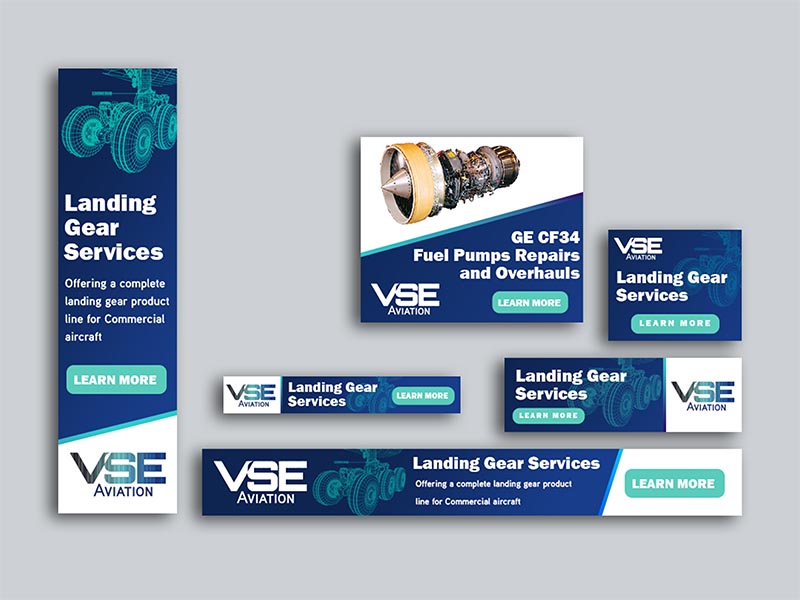 Landing
Gear
Services
Offering a complete
landing gear product
line for Commercial
aircraft
LEARN MORE
VSE
AVIATION
GE CF34
Fuel Pumps Repairs
and Overhauls
VSE
AVIATION
LEARN MORE
VSE
AVIATION
Landing Gear
Services
LEARN MORE
VSE
AVIATION
Landing Gear
Services
LEARN MORE
Landing Gear
Services
LEARN MORE
VSE
AVIATION
VSE
AVIATION
Landing Gear Services
Offering a complete landing gear product
line for Commercial aircraft
LEARN MORE